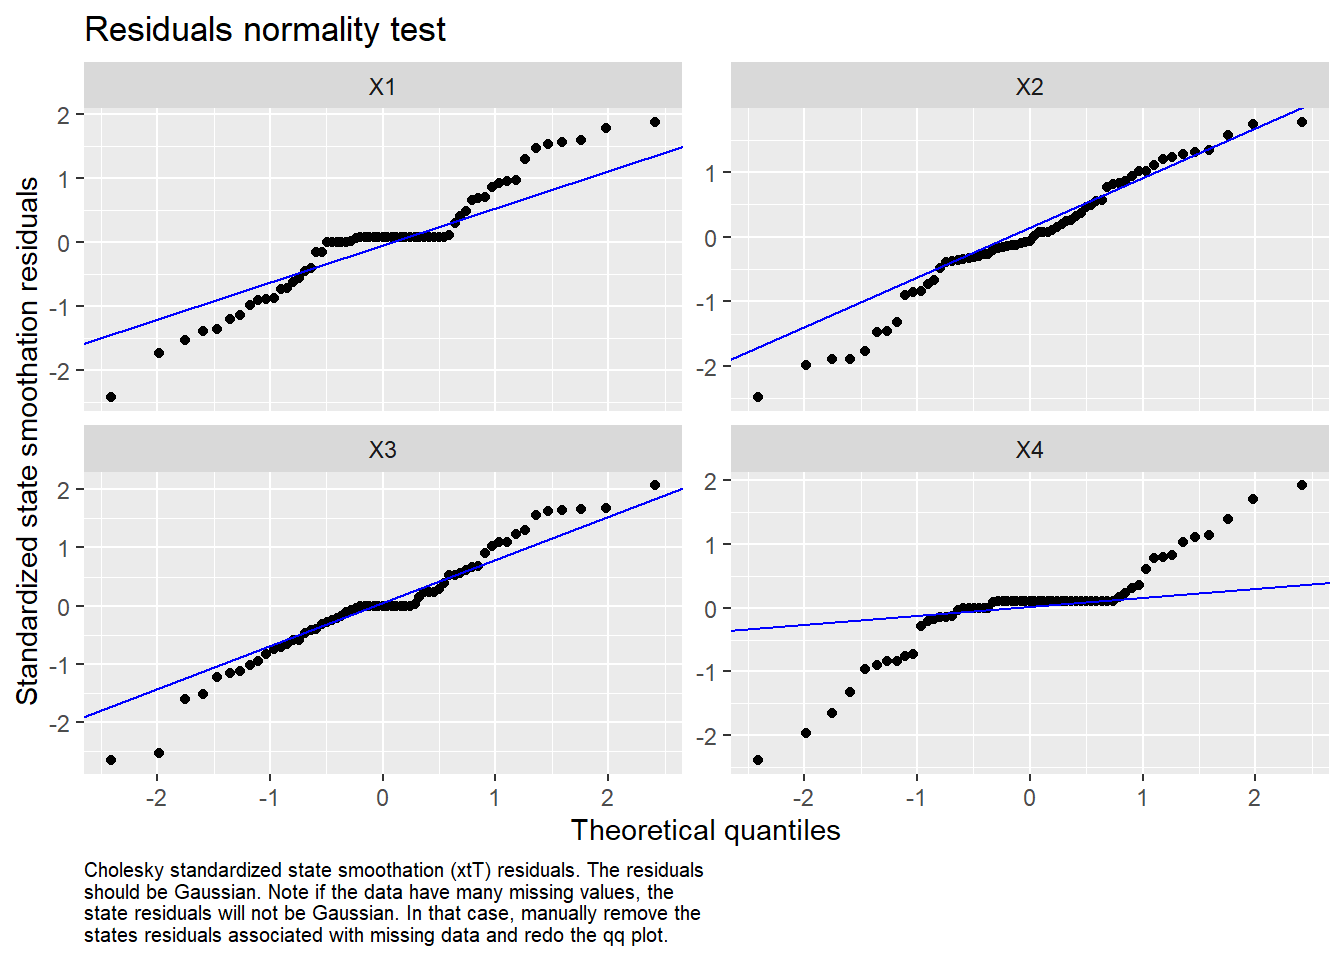 Residuals normality test
X1
X2
2
1
0
-1
-2
1
0
-1
-2
X3
X4
2
1
0
-1
-2
2
1
0
-1
-2
-2
-1
0
1
2
-2
-1
0
1
2
Standardized state smoothation residuals
Theoretical quantiles
Cholesky standardized state smoothation (xtT) residuals. The residuals
should be Gaussian. Note if the data have many missing values, the
state residuals will not be Gaussian. In that case, manually remove the
states residuals associated with missing data and redo the qq plot.